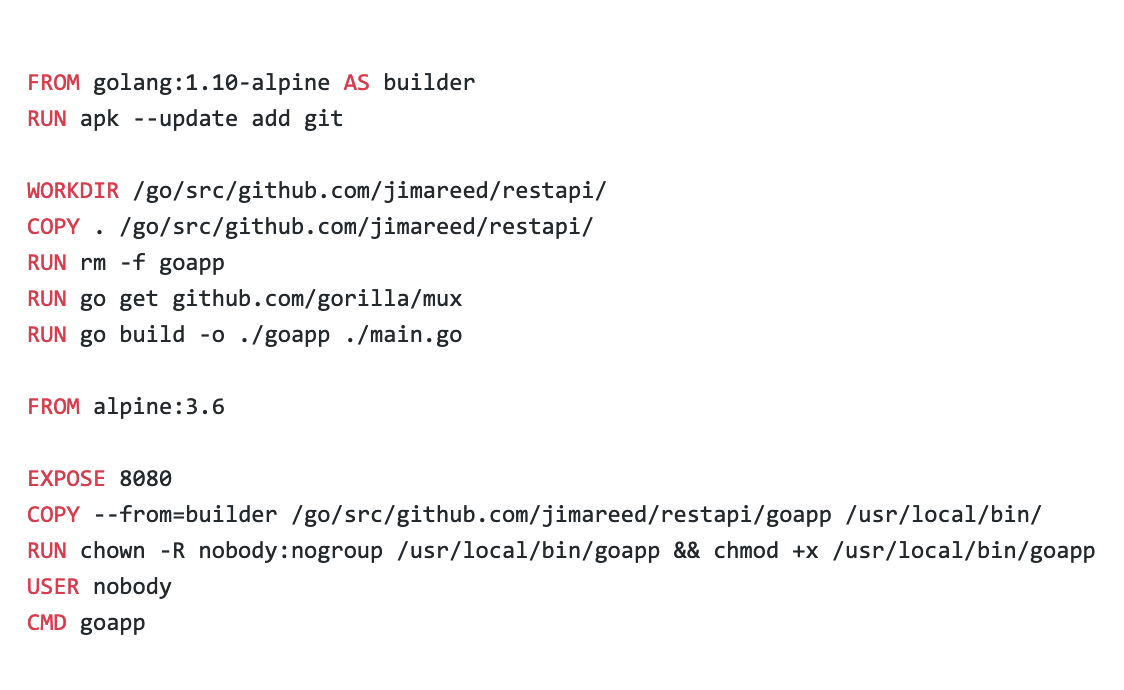 FROM golang:1.10-alpine AS builder
RUN apk --update add git
WORKDIR /go/src/github.com/jimareed/restapi/
COPY . /go/src/github.com/jimareed/restapi/
RUN rm -f goapp
RUN go get github.com/gorilla/mux
RUN go build -o ./goapp ./main.go
FROM alpine:3.6
EXPOSE 8080
COPY --from=builder /go/src/github.com/jimareed/restapi/goapp /usr/local/bin/
RUN chown -R nobody:nogroup /usr/local/bin/goapp && chmod +x /usr/local/bin/goapp
USER nobody
CMD goapp